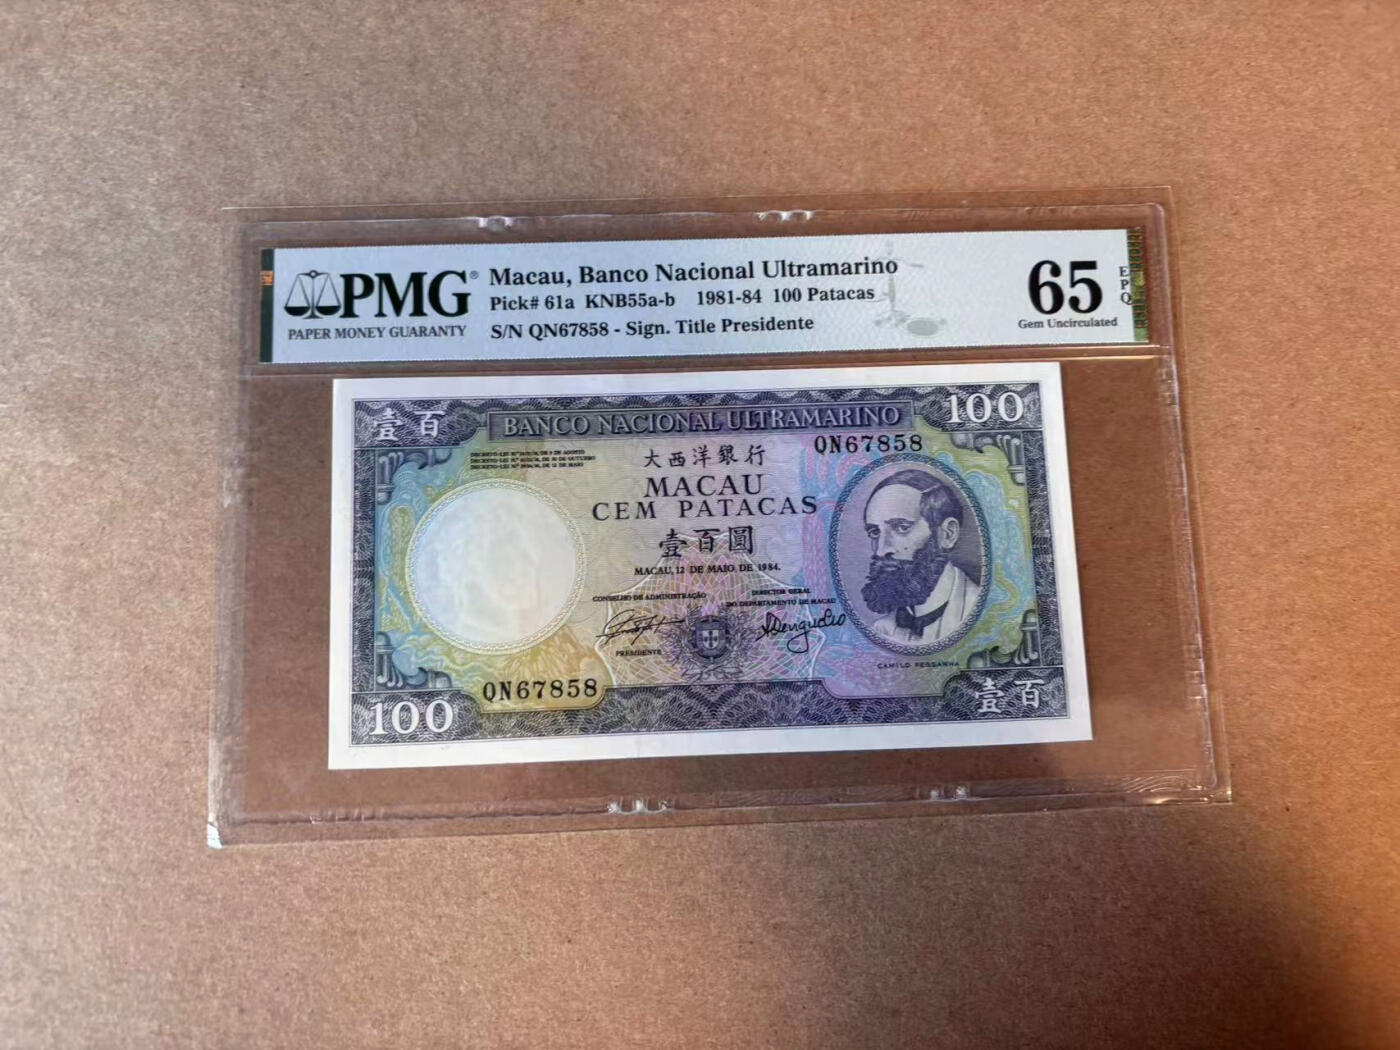 PMG®
PAPER MONEY GUARANTY
Macau, Banco Nacional Ultramarino
Pick# 61a KNB55a-b 1981-84 100 Patacas
S/N QN67858 - Sign. Title Presidente
65
EPQ
Gem Uncirculated
壹百
BANCO NACIONAL ULTRAMARINO
100
QN67858
大西洋銀行
MACAU
CEM PATACAS
壹百圓
MACAU, 12 DE MAIO DE 1984.
CONSELHO DE ADMINISTRAÇÃO
PRESIDENTE
DIRECTOR GERAL
DO DEPARTAMENTO DE MACAU
CAMILO PESSANHA
QN67858
100
壹百